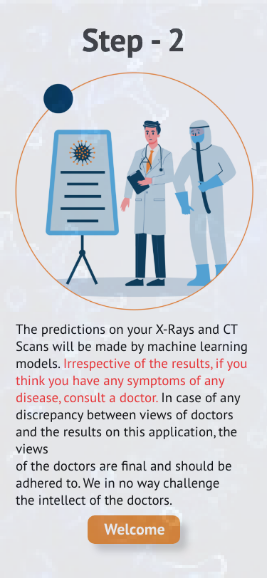 Step - 2
The predictions on your X-Rays and CT
Scans will be made by machine learning
models. Irrespective of the results, if you
think you have any symptoms of any
disease, consult a doctor. In case of any
discrepancy between views of doctors
and the results on this application, the
views
of the doctors are final and should be
adhered to. We in no way challenge
the intellect of the doctors.
Welcome